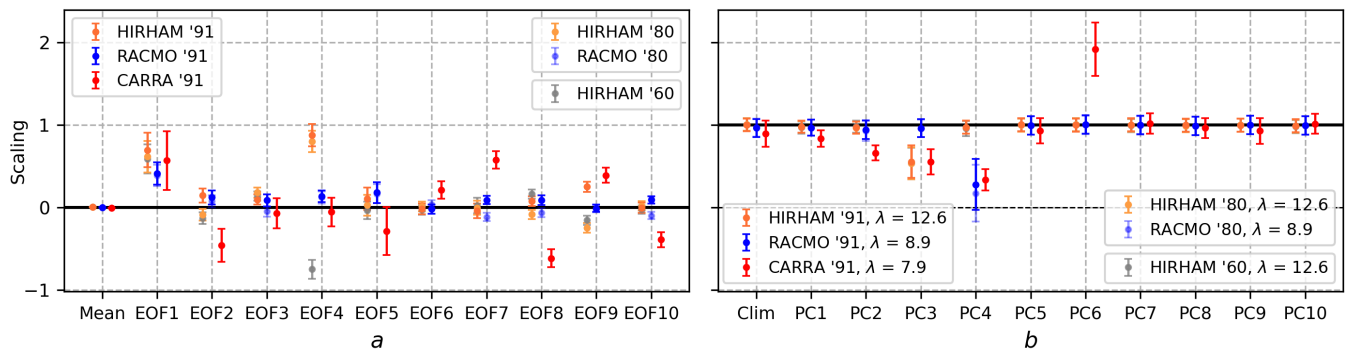 HIRHAM '91
RACMO '91
CARRA '91
HIRHAM '80
RACMO '80
HIRHAM '60
2
1
0
−1
Scaling
Mean EOF1 EOF2 EOF3 EOF4 EOF5 EOF6 EOF7 EOF8 EOF9 EOF10
a
HIRHAM '91, λ = 12.6
RACMO '91, λ = 8.9
CARRA '91, λ = 7.9
HIRHAM '80, λ = 12.6
RACMO '80, λ = 8.9
HIRHAM '60, λ = 12.6
Clim PC1 PC2 PC3 PC4 PC5 PC6 PC7 PC8 PC9 PC10
b